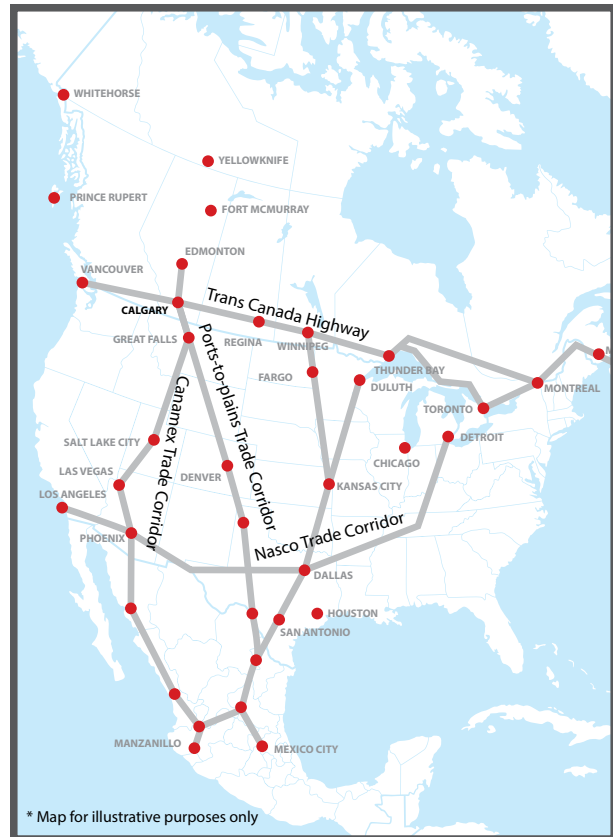 WHITEHORSE
YELLOWKNIFE
PRINCE RUPERT
FORT MCMURRAY
EDMONTON
VANCOUVER
CALGARY
Trans Canada Highway
GREAT FALLS
REGINA
WINNIPEG
THUNDER BAY
FARGO
DULUTH
MONTREAL
TORONTO
Ports-to-plains Trade Corridor
Canamex Trade Corridor
SALT LAKE CITY
DETROIT
CHICAGO
LAS VEGAS
DENVER
KANSAS CITY
LOS ANGELES
Nasco Trade Corridor
PHOENIX
DALLAS
HOUSTON
SAN ANTONIO
MANZANILLO
MEXICO CITY
* Map for illustrative purposes only